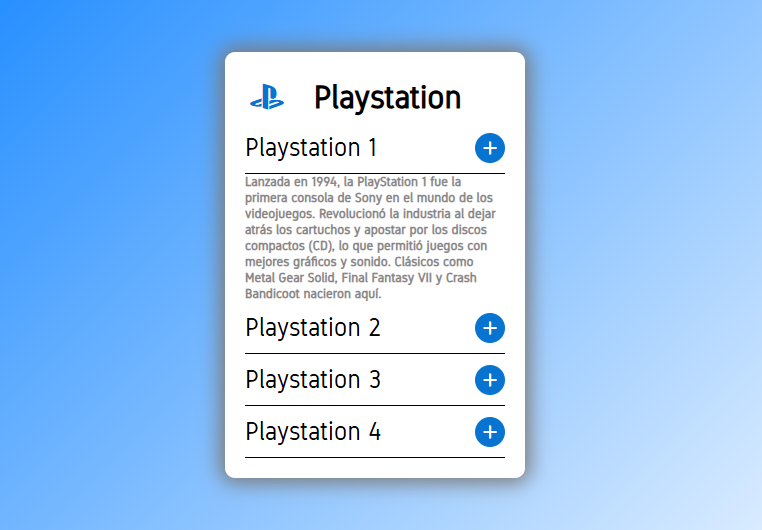 Playstation
Playstation 1
Lanzada en 1994, la PlayStation 1 fue la
primera consola de Sony en el mundo de los
videojuegos. Revolucionó la industria al dejar
atrás los cartuchos y apostar por los discos
compactos (CD), lo que permitió juegos con
mejores gráficos y sonido. Clásicos como
Metal Gear Solid, Final Fantasy VII y Crash
Bandicoot nacieron aquí.
Playstation 2
Playstation 3
Playstation 4